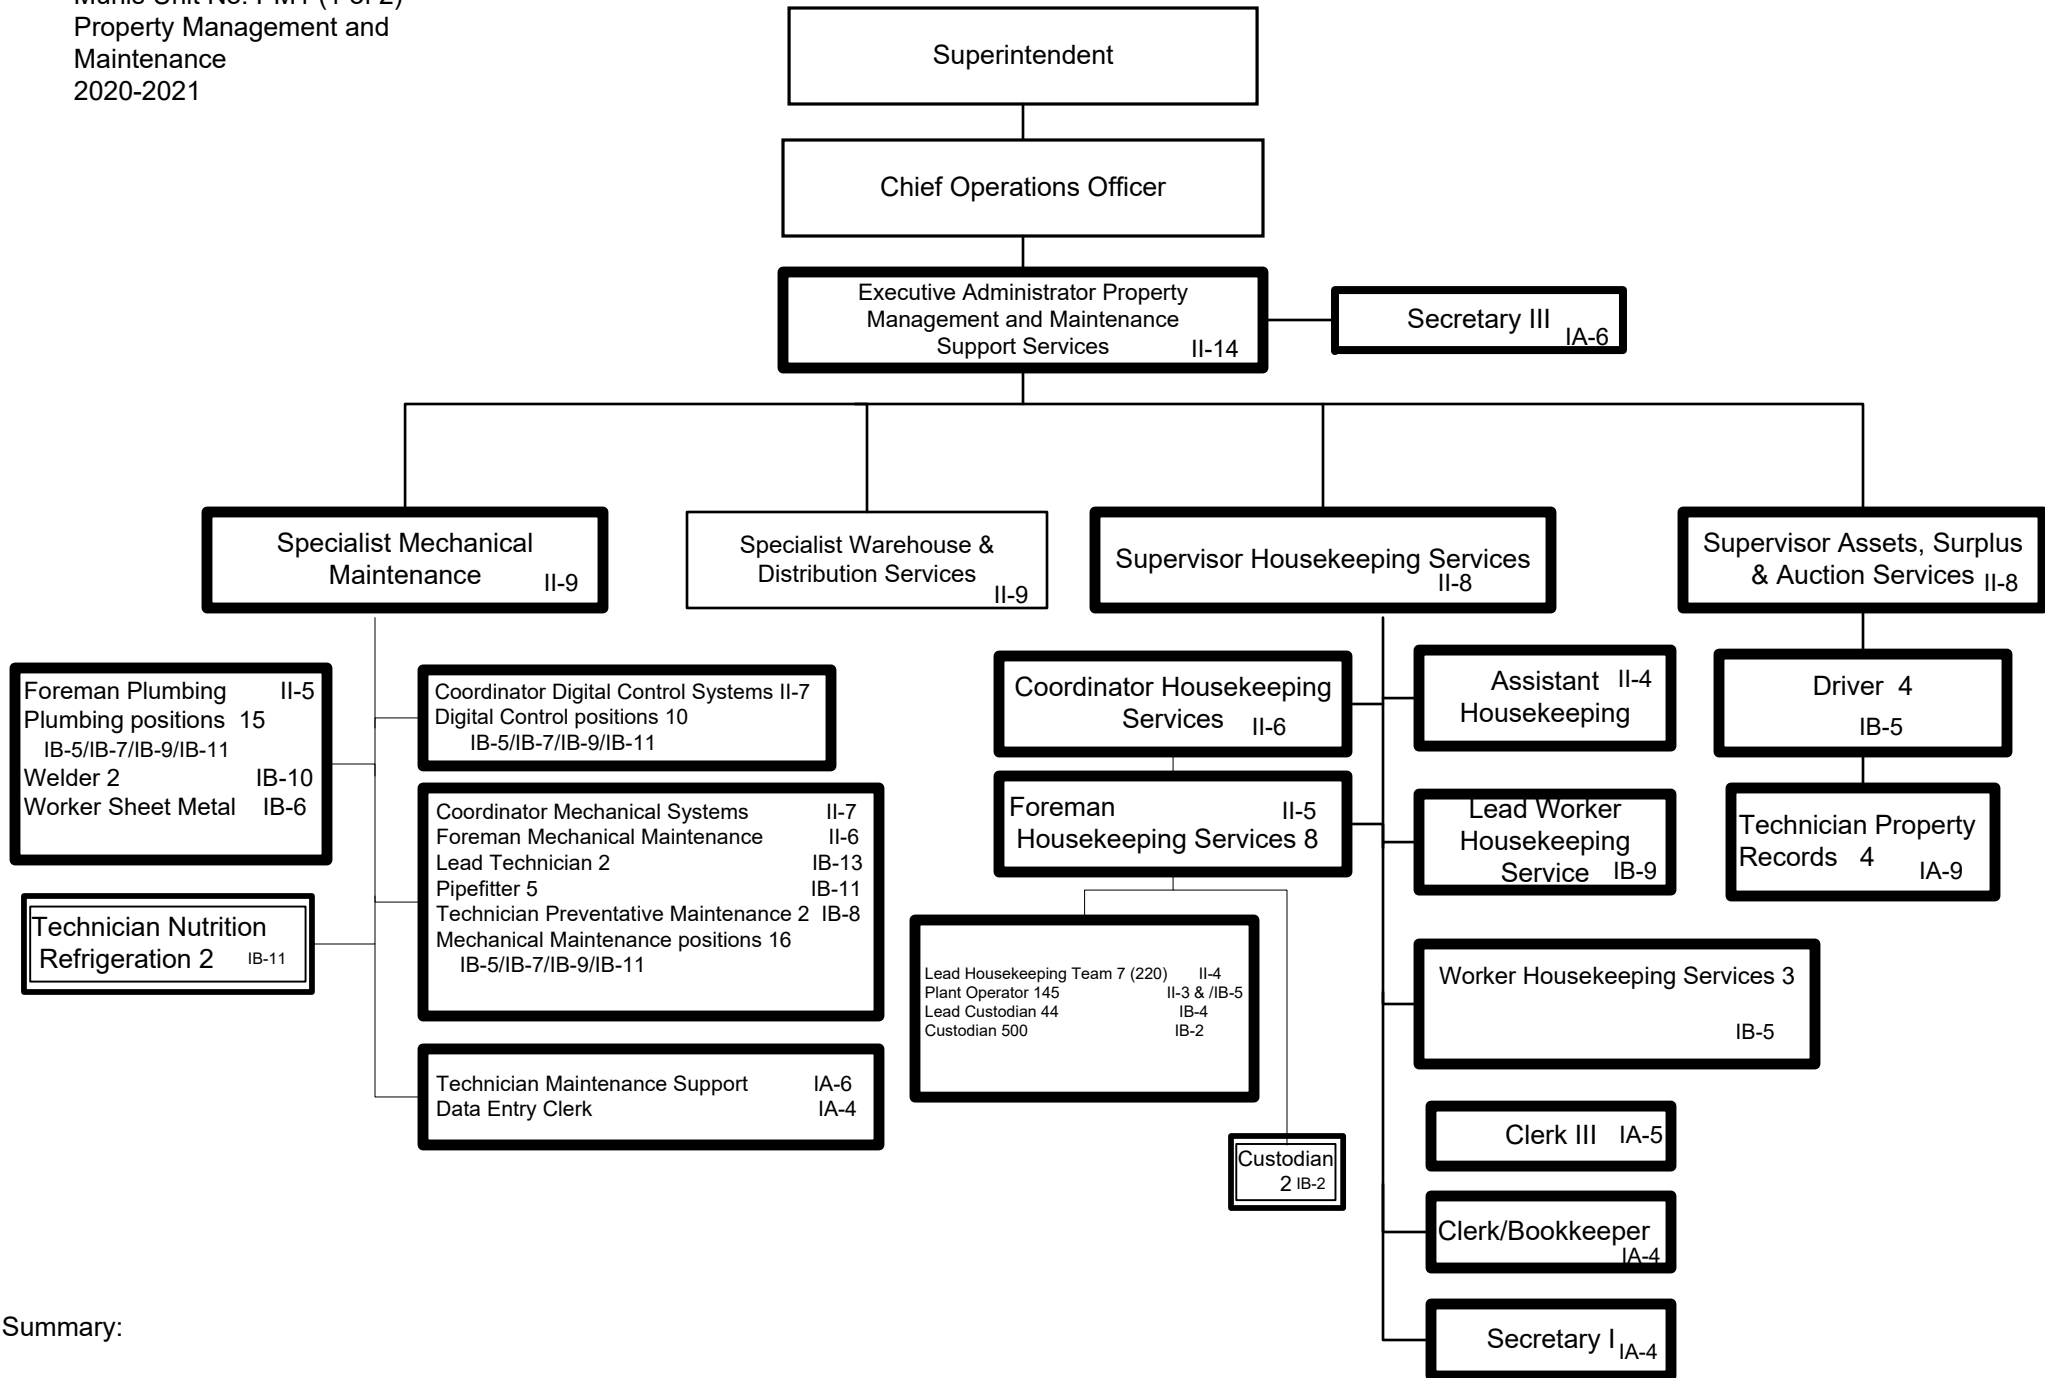 Property Management and
Maintenance
2020-2021
Superintendent
Chief Operations Officer
Executive Administrator Property
Management and Maintenance
Support Services II-14
Secretary III IA-6
Specialist Mechanical
Maintenance II-9
Specialist Warehouse &
Distribution Services
II-9
Supervisor Housekeeping Services
II-8
Supervisor Assets, Surplus
& Auction Services II-8
Foreman Plumbing II-5
Plumbing positions 15
IB-5/IB-7/IB-9/IB-11
Welder 2 IB-10
Worker Sheet Metal IB-6
Technician Nutrition
Refrigeration 2 IB-11
Coordinator Digital Control Systems II-7
Digital Control positions 10
IB-5/IB-7/IB-9/IB-11
Coordinator Mechanical Systems II-7
Foreman Mechanical Maintenance II-6
Lead Technician 2 IB-13
Pipefitter 5 IB-11
Technician Preventative Maintenance 2 IB-8
Mechanical Maintenance positions 16
IB-5/IB-7/IB-9/IB-11
Technician Maintenance Support IA-6
Data Entry Clerk IA-4
Coordinator Housekeeping
Services II-6
Foreman II-5
Housekeeping Services 8
Lead Housekeeping Team 7 (220) II-4
Plant Operator 145 II-3 & /IB-5
Lead Custodian 44 IB-4
Custodian 500 IB-2
Custodian
2 IB-2
Assistant II-4
Housekeeping
Lead Worker
Housekeeping
Service IB-9
Worker Housekeeping Services 3
IB-5
Clerk III IA-5
Clerk/Bookkeeper
IA-4
Secretary I IA-4
Driver 4
IB-5
Technician Property
Records 4 IA-9
Summary: